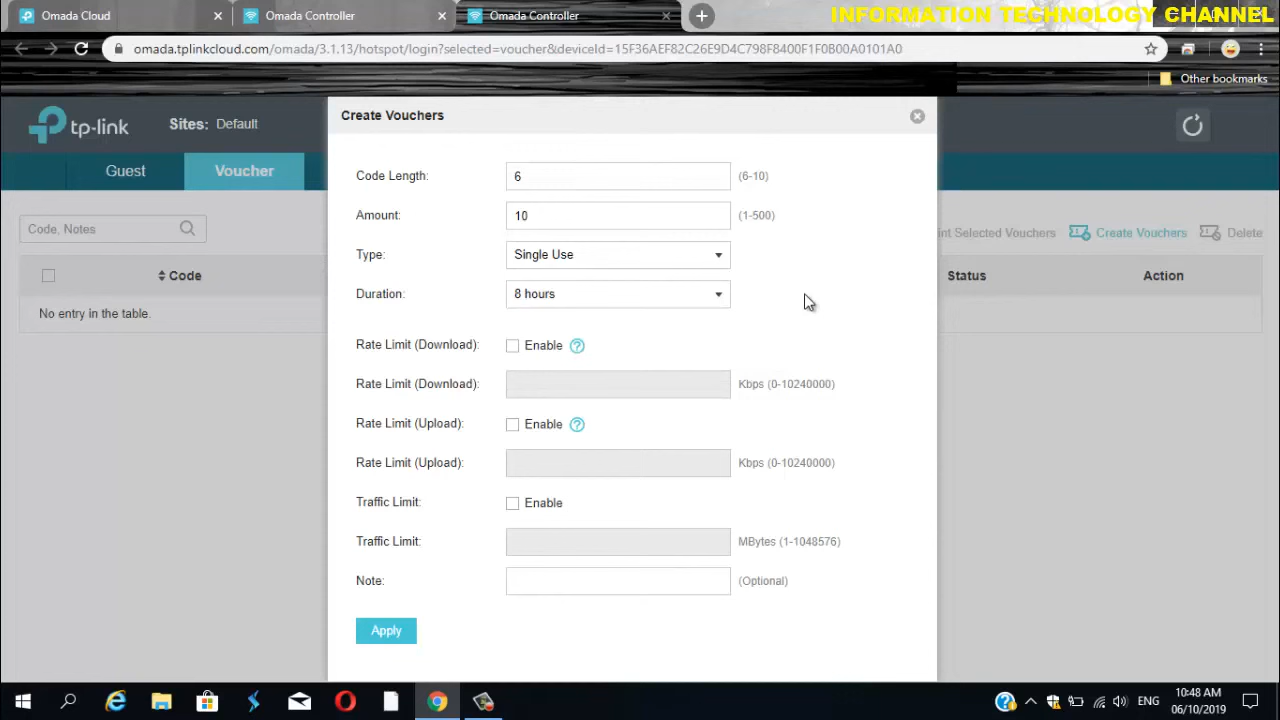 Omada Cloud
Omada Controller
Omada Controller
INFORMATION TECHNOLOGY CHANNEL
omada.tplinkcloud.com/omada/3.1.13/hotspot/login?selected=voucher&deviceId=15F36AEF82C26E9D4C798F8400F1F0B00A0101A0
Other bookmarks
tp-link
Sites: Default
Guest
Voucher
Code, Notes
int Selected Vouchers
Create Vouchers
Delete
Code
Status
Action
No entry in the table.
Create Vouchers
Code Length: 6 (6-10)
Amount: 10 (1-500)
Type: Single Use
Duration: 8 hours
Rate Limit (Download): Enable ?
Rate Limit (Download): Kbps (0-10240000)
Rate Limit (Upload): Enable ?
Rate Limit (Upload): Kbps (0-10240000)
Traffic Limit: Enable
Traffic Limit: MBytes (1-1048576)
Note: (Optional)
Apply
ENG
10:48 AM
06/10/2019